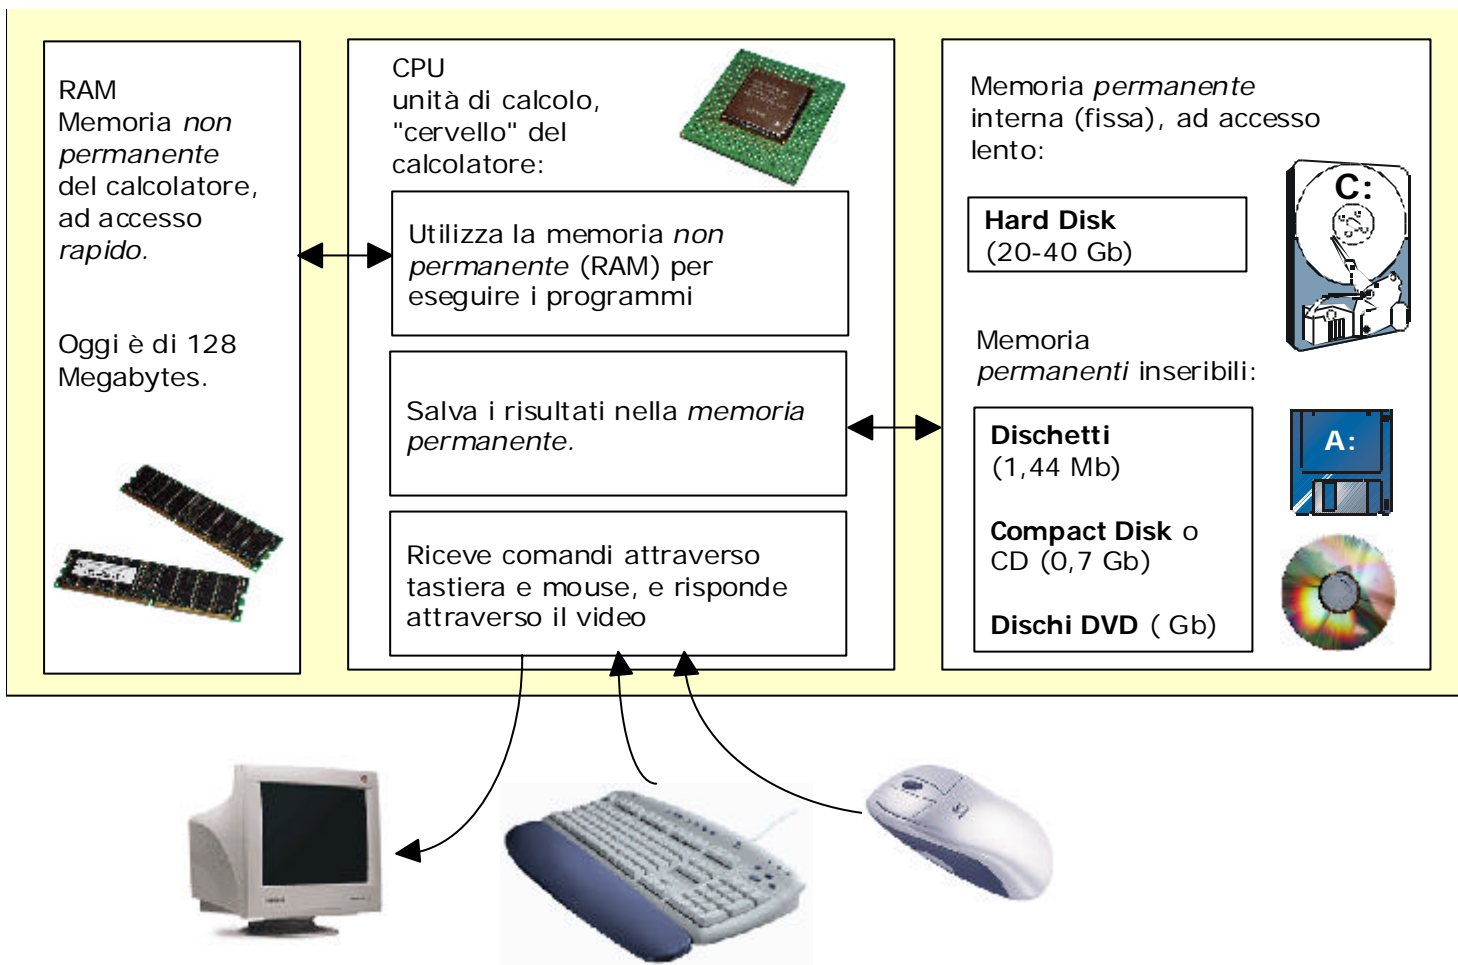 RAM
Memoria non
permanente
del calcolatore,
ad accesso
rapido.
Oggi è di 128
Megabytes.
CPU
unità di calcolo,
"cervello" del
calcolatore:
Utilizza la memoria non
permanente (RAM) per
eseguire i programmi
Salva i risultati nella memoria
permanente.
Riceve comandi attraverso
tastiera e mouse, e risponde
attraverso il video
Memoria permanente
interna (fissa), ad accesso
lento:
Hard Disk
(20-40 Gb)
C:
Memoria
permanenti inseribili:
Dischetti
(1,44 Mb)
Compact Disk o
CD (0,7 Gb)
Dischi DVD ( Gb)
A: